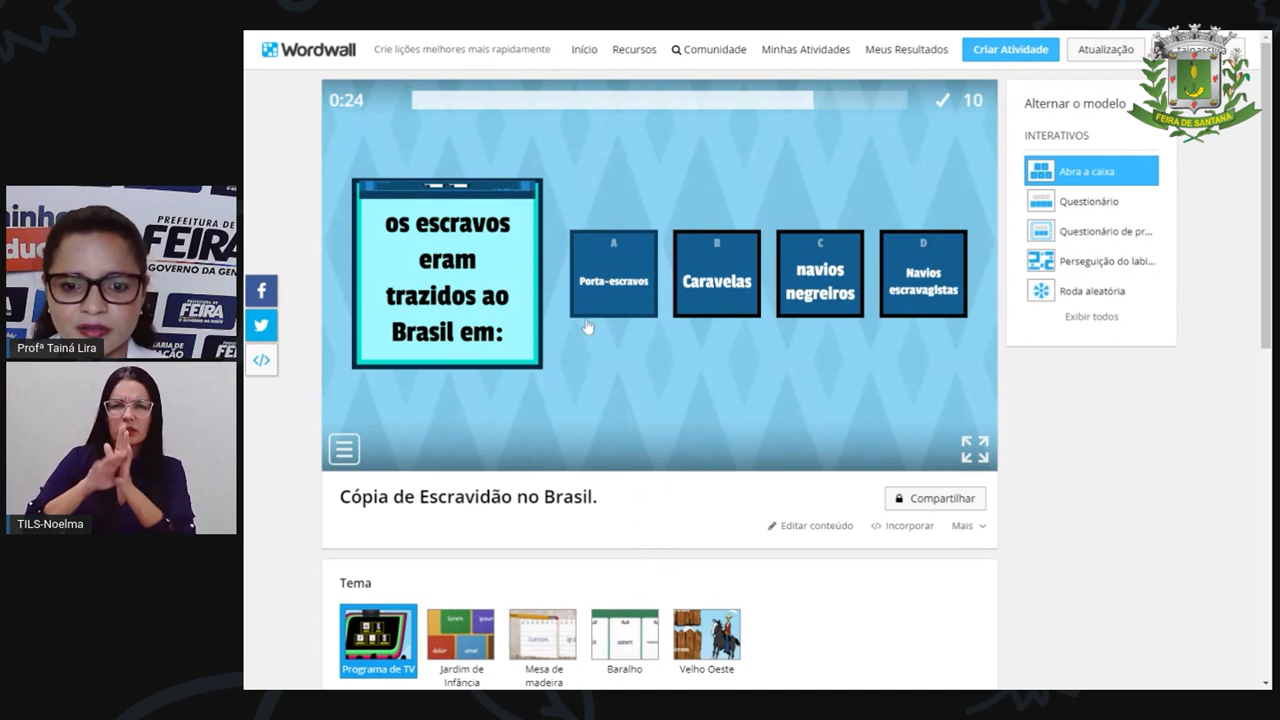 Wordwall
Crie lições melhores mais rapidamente
Início
Recursos
Comunidade
Minhas Atividades
Meus Resultados
Criar Atividade
Atualização
FEIRA DE SANTANA
0:24
10
os escravos
eram
trazidos ao
Brasil em:
A
Porta-escravos
B
Caravelas
C
navios
negreiros
D
Navios
escravagistas
Alternar o modelo
INTERATIVOS
Abra a caixa
Questionário
Questionário de pr...
Perseguição do labi...
Roda aleatória
Exibir todos
PREFEITURA DE
FEIRA
GOVERNO DA
PREFEITURA DE
FEIRA
Profª Tainá Lira
TILS-Noelma
Cópia de Escravidão no Brasil.
Compartilhar
Editar conteúdo
</> Incorporar
Mais
Tema
Programa de TV
Jardim de
Infância
Mesa de
madeira
Baralho
Velho Oeste